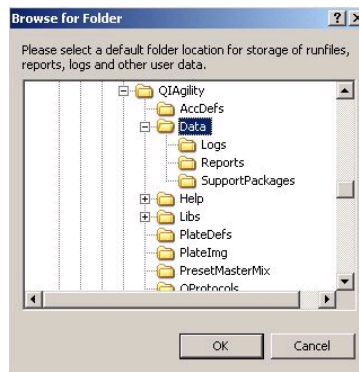 Browse for Folder
Please select a default folder location for storage of runfiles,
reports, logs and other user data.
QIAgility
AccDefs
Data
Logs
Reports
SupportPackages
Help
Libs
PlateDefs
PlateImg
PresetMasterMix
QProtocols
OK
Cancel